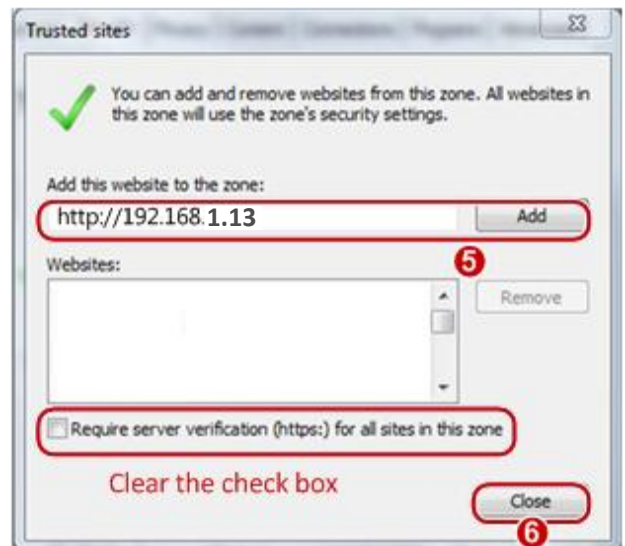 Trusted sites
You can add and remove websites from this zone. All websites in
this zone will use the zone's security settings.
Add this website to the zone:
http://192.168.1.13
Add
5
Websites:
Remove
Require server verification (https:) for all sites in this zone
Clear the check box
Close
6